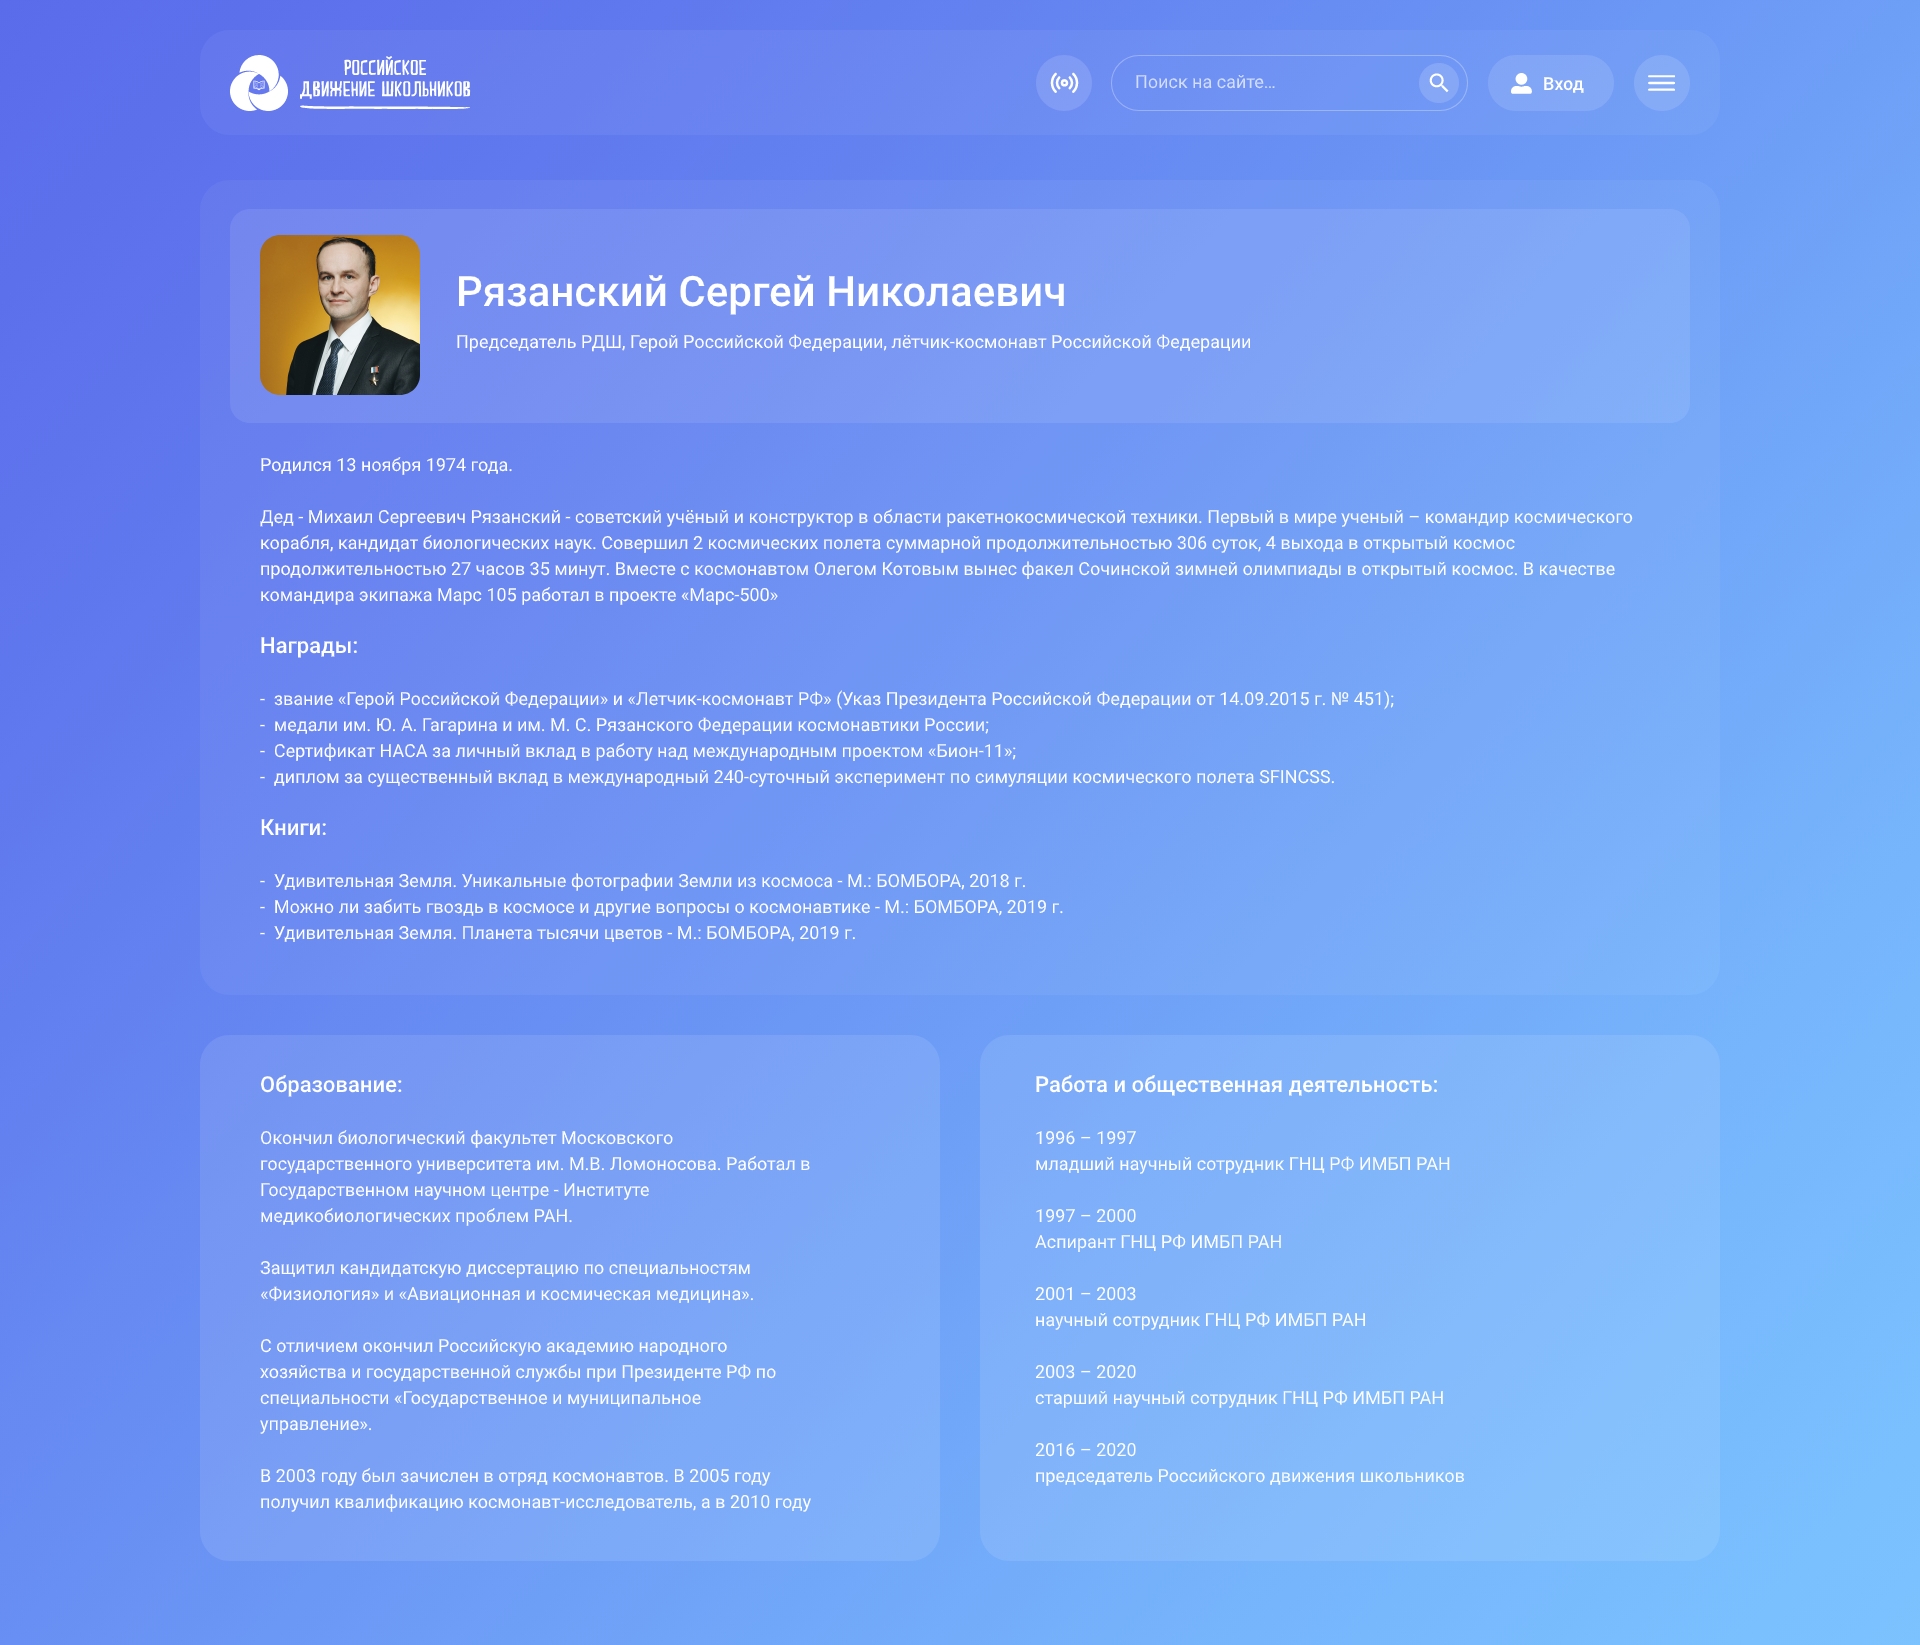 РОССИЙСКОЕ
ДВИЖЕНИЕ ШКОЛЬНИКОВ
Поиск на сайте...
Вход
Рязанский Сергей Николаевич
Председатель РДШ, Герой Российской Федерации, лётчик-космонавт Российской Федерации
Родился 13 ноября 1974 года.
Дед - Михаил Сергеевич Рязанский - советский учёный и конструктор в области ракетнокосмической техники. Первый в мире ученый – командир космического
корабля, кандидат биологических наук. Совершил 2 космических полета суммарной продолжительностью 306 суток, 4 выхода в открытый космос
продолжительностью 27 часов 35 минут. Вместе с космонавтом Олегом Котовым вынес факел Сочинской зимней олимпиады в открытый космос. В качестве
командира экипажа Марс 105 работал в проекте «Марс-500»
Награды:
- звание «Герой Российской Федерации» и «Летчик-космонавт РФ» (Указ Президента Российской Федерации от 14.09.2015 г. № 451);
- медали им. Ю. А. Гагарина и им. М. С. Рязанского Федерации космонавтики России;
- Сертификат НАСА за личный вклад в работу над международным проектом «Бион-11»;
- диплом за существенный вклад в международный 240-суточный эксперимент по симуляции космического полета SFINCSS.
Книги:
- Удивительная Земля. Уникальные фотографии Земли из космоса - М.: БОМБОРА, 2018 г.
- Можно ли забить гвоздь в космосе и другие вопросы о космонавтике - М.: БОМБОРА, 2019 г.
- Удивительная Земля. Планета тысячи цветов - М.: БОМБОРА, 2019 г.
Образование:
Окончил биологический факультет Московского
государственного университета им. М.В. Ломоносова. Работал в
Государственном научном центре - Институте
медикобиологических проблем РАН.
Защитил кандидатскую диссертацию по специальностям
«Физиология» и «Авиационная и космическая медицина».
С отличием окончил Российскую академию народного
хозяйства и государственной службы при Президенте РФ по
специальности «Государственное и муниципальное
управление».
В 2003 году был зачислен в отряд космонавтов. В 2005 году
получил квалификацию космонавт-исследователь, а в 2010 году
Работа и общественная деятельность:
1996 – 1997
младший научный сотрудник ГНЦ РФ ИМБП РАН
1997 – 2000
Аспирант ГНЦ РФ ИМБП РАН
2001 – 2003
научный сотрудник ГНЦ РФ ИМБП РАН
2003 – 2020
старший научный сотрудник ГНЦ РФ ИМБП РАН
2016 – 2020
председатель Российского движения школьников